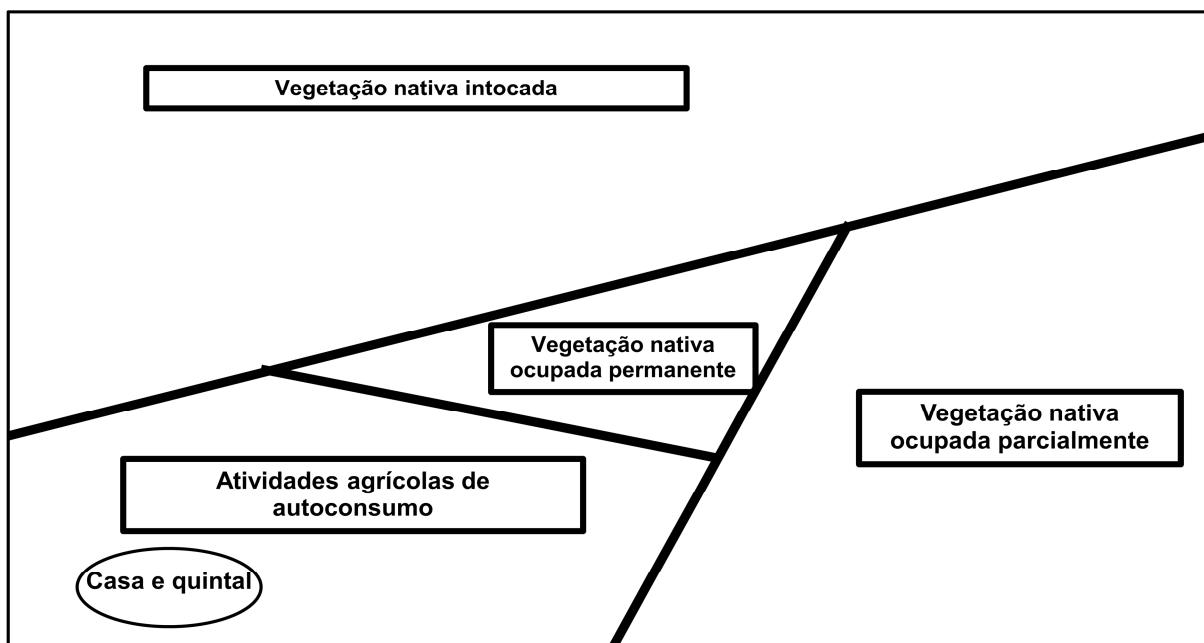 Vegetação nativa intocada
Vegetação nativa
ocupada permanente
Vegetação nativa
ocupada parcialmente
Atividades agrícolas de
autoconsumo
Casa e quintal